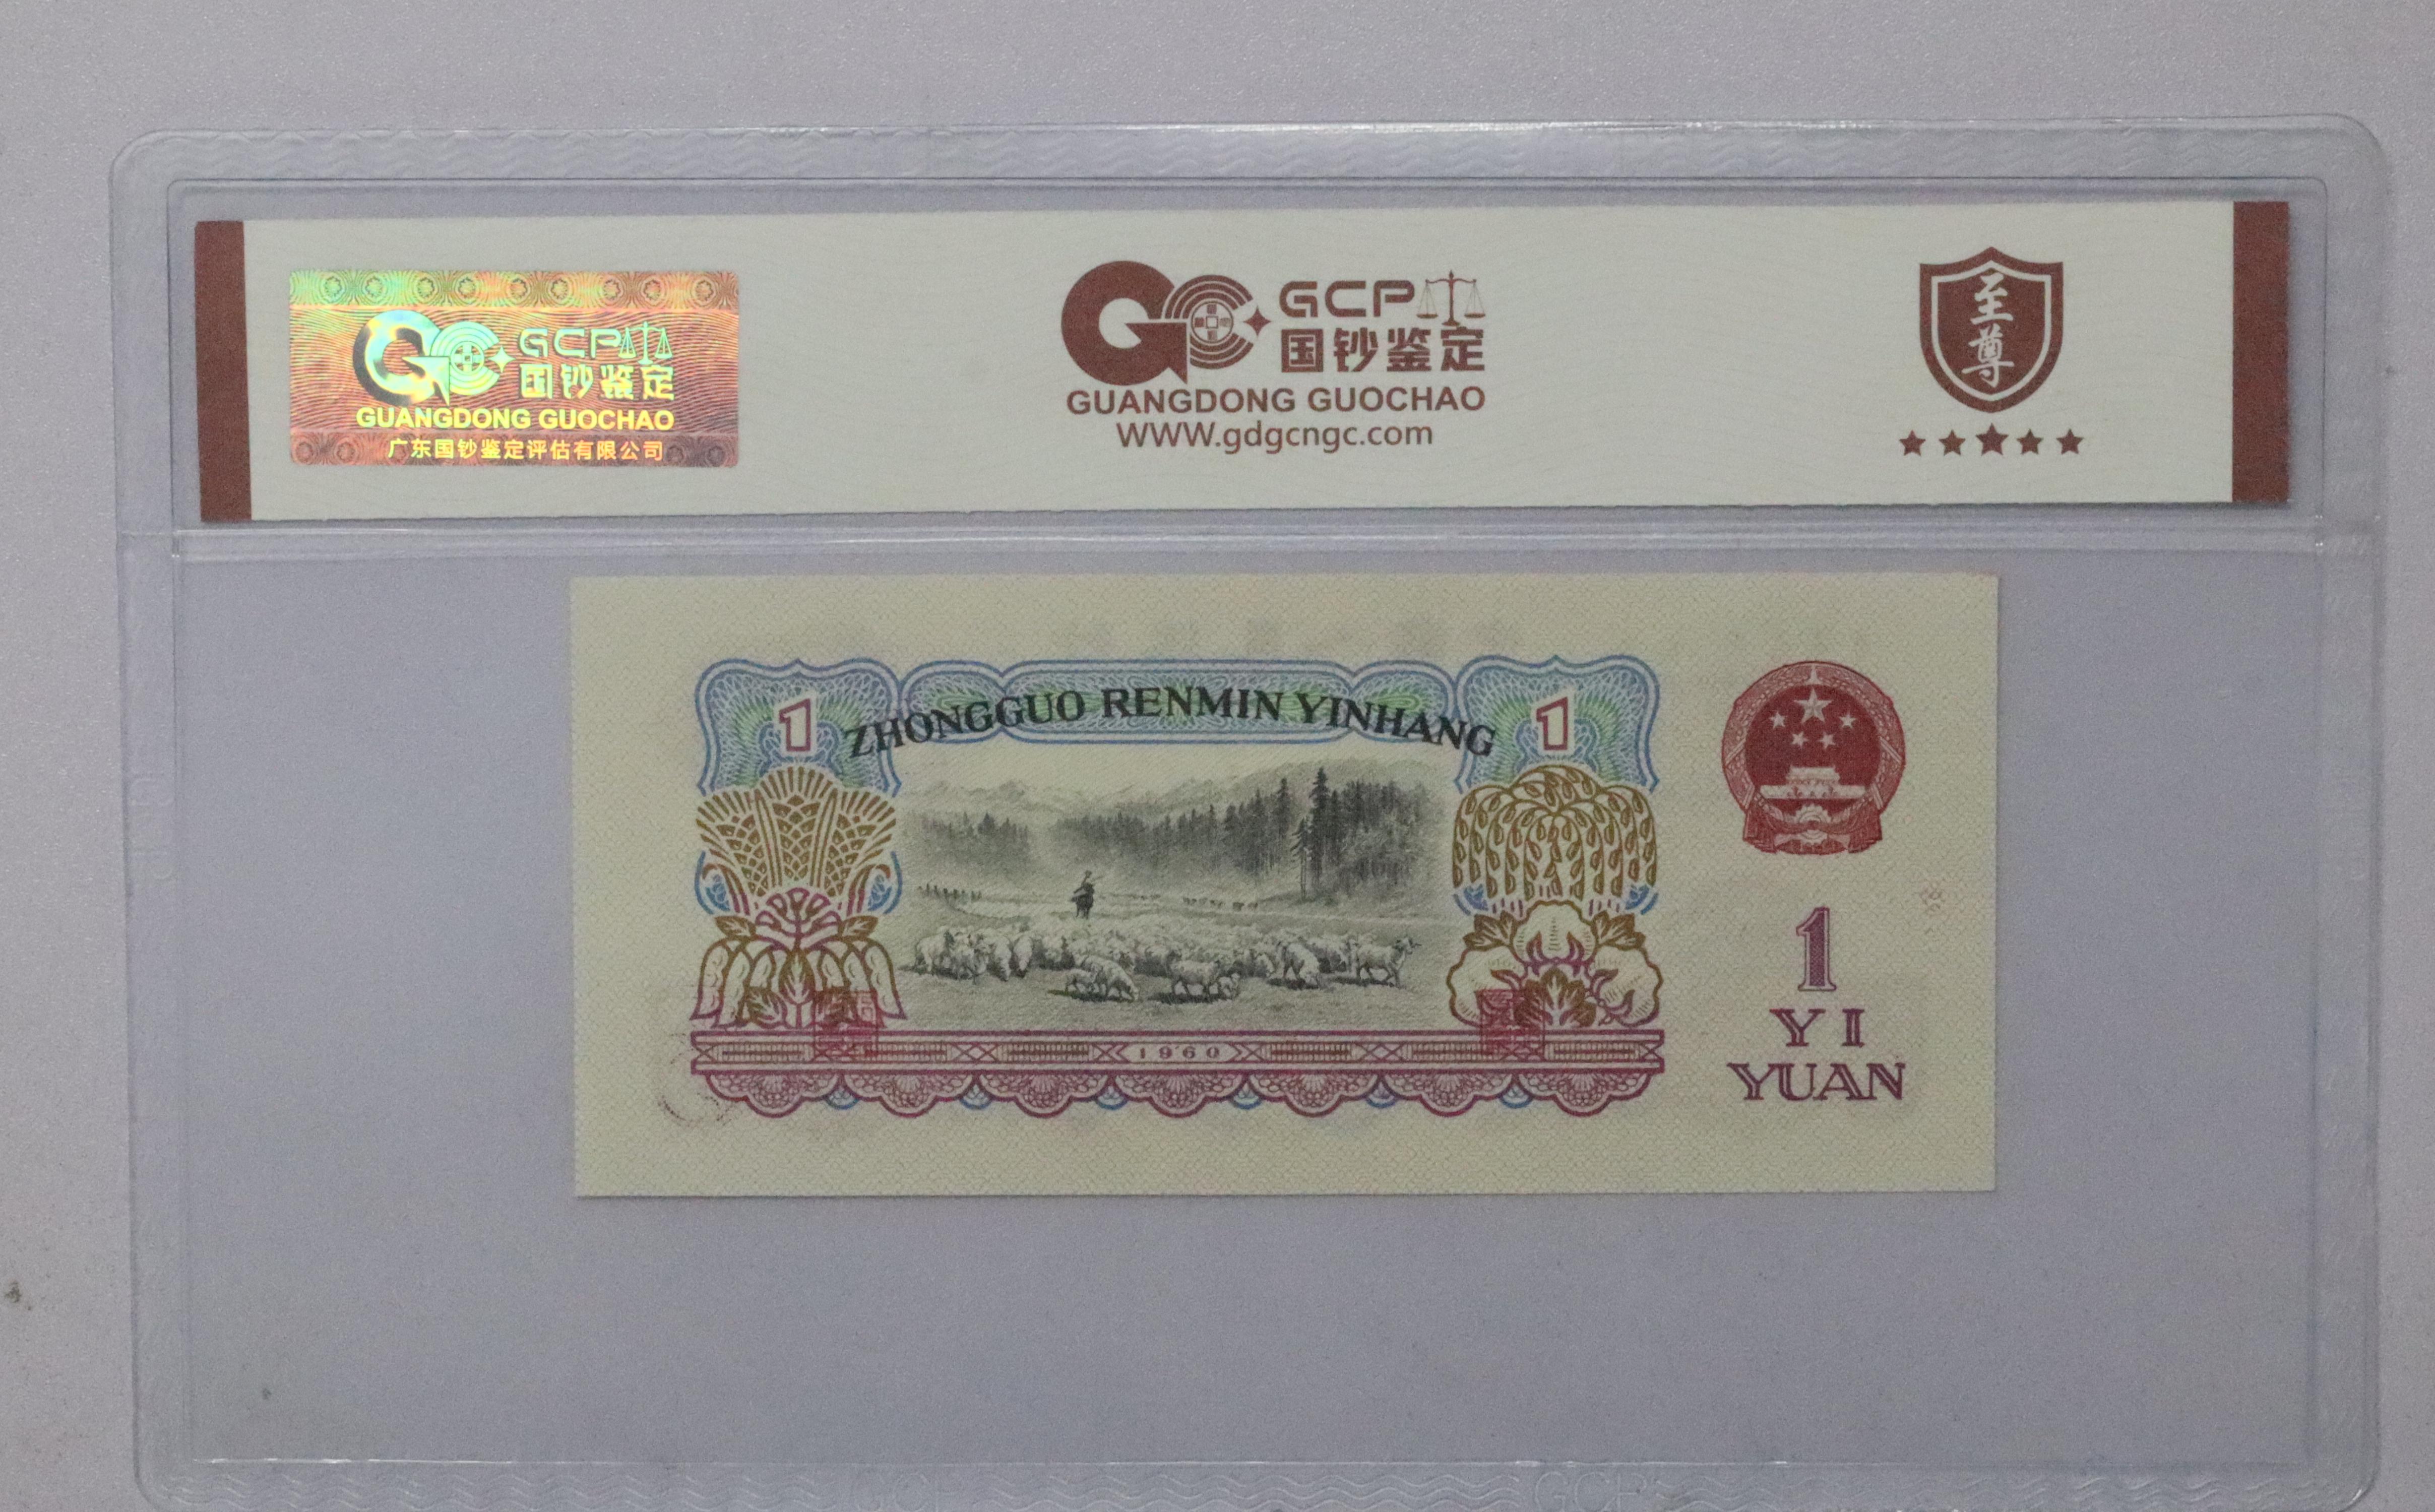 GCP
国钞鉴定
GUANGDONG GUOCHAO
广东国钞鉴定评估有限公司
GCP
国钞鉴定
GUANGDONG GUOCHAO
WWW.gdgcngc.com
至尊
1 ZHONGGUO RENMIN YINHANG 1
1960
1
YI
YUAN
GCP
GCP